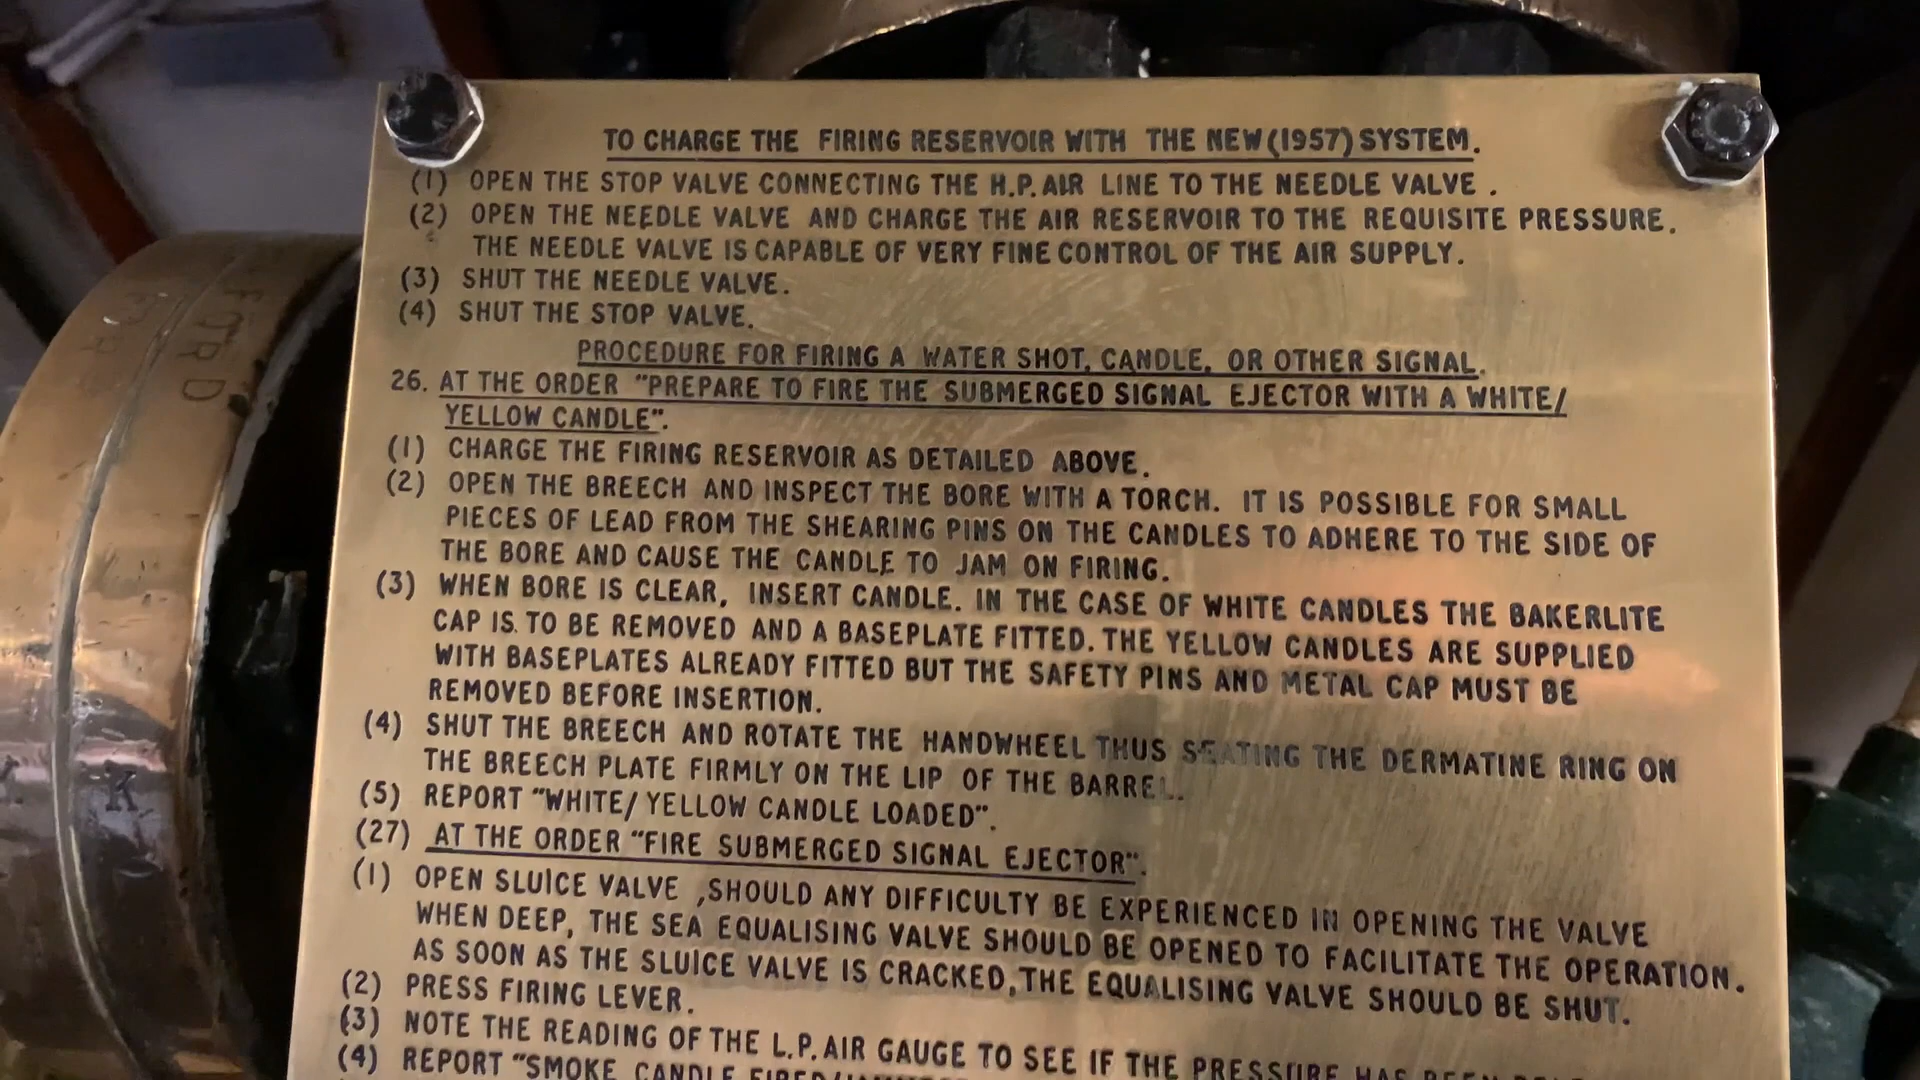 TO CHARGE THE FIRING RESERVOIR WITH THE NEW (1957) SYSTEM.
(1) OPEN THE STOP VALVE CONNECTING THE H.P. AIR LINE TO THE NEEDLE VALVE.
(2) OPEN THE NEEDLE VALVE AND CHARGE THE AIR RESERVOIR TO THE REQUISITE PRESSURE.
THE NEEDLE VALVE IS CAPABLE OF VERY FINE CONTROL OF THE AIR SUPPLY.
(3) SHUT THE NEEDLE VALVE.
(4) SHUT THE STOP VALVE.
PROCEDURE FOR FIRING A WATER SHOT, CANDLE, OR OTHER SIGNAL.
26. AT THE ORDER "PREPARE TO FIRE THE SUBMERGED SIGNAL EJECTOR WITH A WHITE/
YELLOW CANDLE".
(1) CHARGE THE FIRING RESERVOIR AS DETAILED ABOVE.
(2) OPEN THE BREECH AND INSPECT THE BORE WITH A TORCH. IT IS POSSIBLE FOR SMALL
PIECES OF LEAD FROM THE SHEARING PINS ON THE CANDLES TO ADHERE TO THE SIDE OF
THE BORE AND CAUSE THE CANDLE TO JAM ON FIRING.
(3) WHEN BORE IS CLEAR, INSERT CANDLE. IN THE CASE OF WHITE CANDLES THE BAKERLITE
CAP IS TO BE REMOVED AND A BASEPLATE FITTED. THE YELLOW CANDLES ARE SUPPLIED
WITH BASEPLATES ALREADY FITTED BUT THE SAFETY PINS AND METAL CAP MUST BE
REMOVED BEFORE INSERTION.
(4) SHUT THE BREECH AND ROTATE THE HANDWHEEL THUS SEATING THE DERMATINE RING ON
THE BREECH PLATE FIRMLY ON THE LIP OF THE BARREL.
(5) REPORT "WHITE/YELLOW CANDLE LOADED".
(27) AT THE ORDER "FIRE SUBMERGED SIGNAL EJECTOR".
(1) OPEN SLUICE VALVE, SHOULD ANY DIFFICULTY BE EXPERIENCED IN OPENING THE VALVE
WHEN DEEP, THE SEA EQUALISING VALVE SHOULD BE OPENED TO FACILITATE THE OPERATION.
AS SOON AS THE SLUICE VALVE IS CRACKED, THE EQUALISING VALVE SHOULD BE SHUT.
(2) PRESS FIRING LEVER.
(3) NOTE THE READING OF THE L.P. AIR GAUGE TO SEE IF THE PRESSURE HAS BEEN
(4) REPORT "SMOKE CANDLE FIRED/